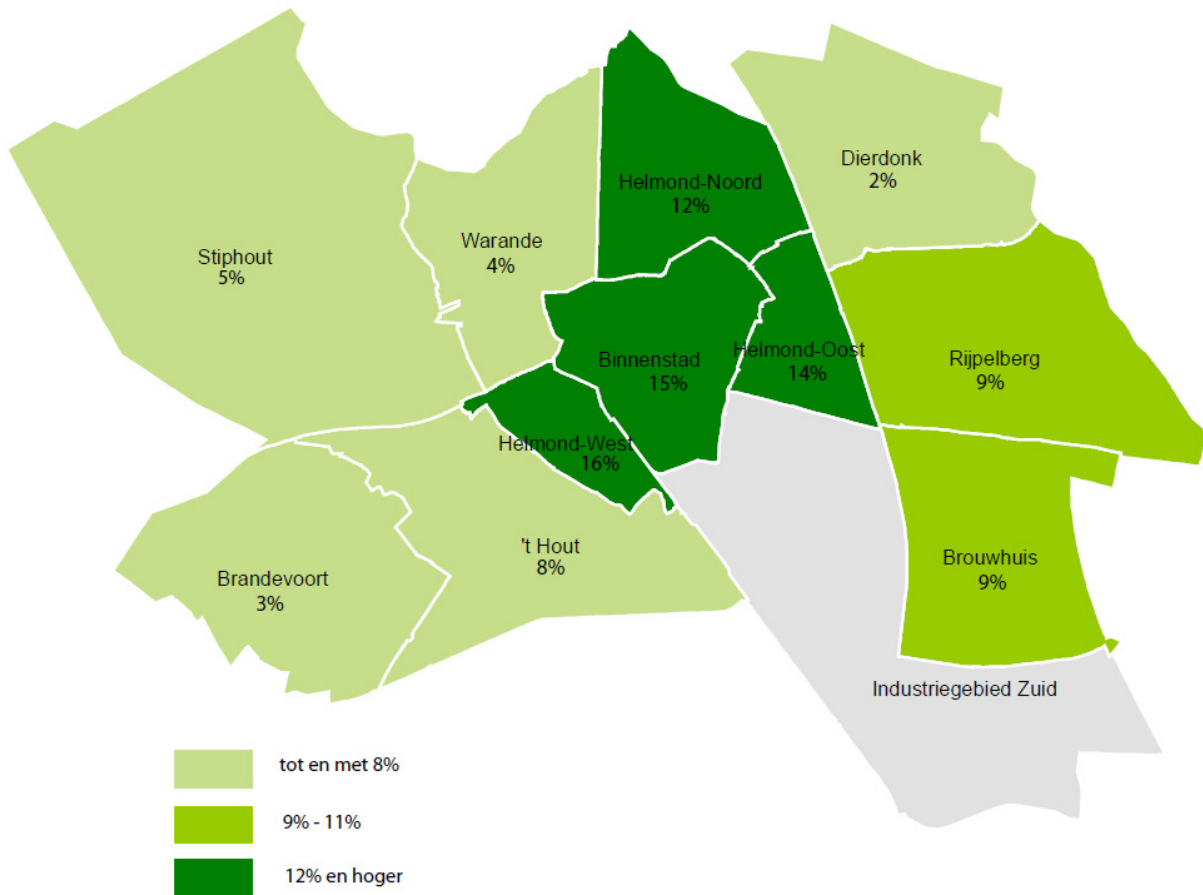 Dierdonk
2%
Helmond-Noord
12%
Warande
4%
Stiphout
5%
Binnenstad
15%
Helmond-Oost
14%
Rijpelberg
9%
Helmond-West
16%
't Hout
8%
Brandevoort
3%
Brouwhuis
9%
Industriegebied Zuid
tot en met 8%
9% - 11%
12% en hoger